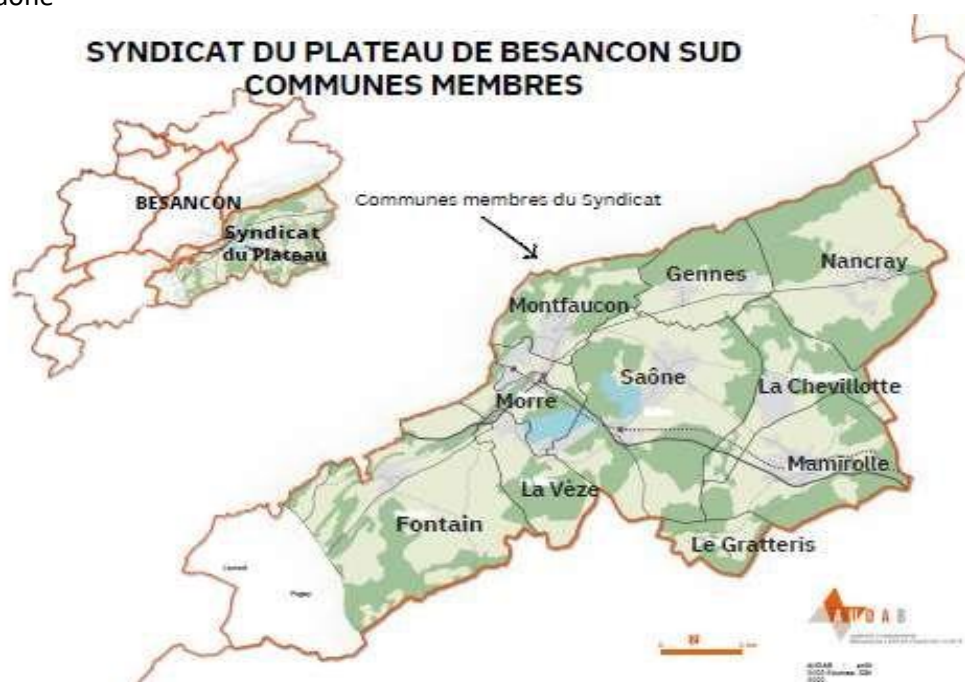 SYNDICAT DU PLATEAU DE BESANCON SUD
COMMUNES MEMBRES
BESANCON
Syndicat
du Plateau
Communes membres du Syndicat
Nancray
Gennes
Montfaucon
Saône
La Chevillotte
Morre
Mamirolle
La Vèze
Fontain
Le Gratteris
AUDAB